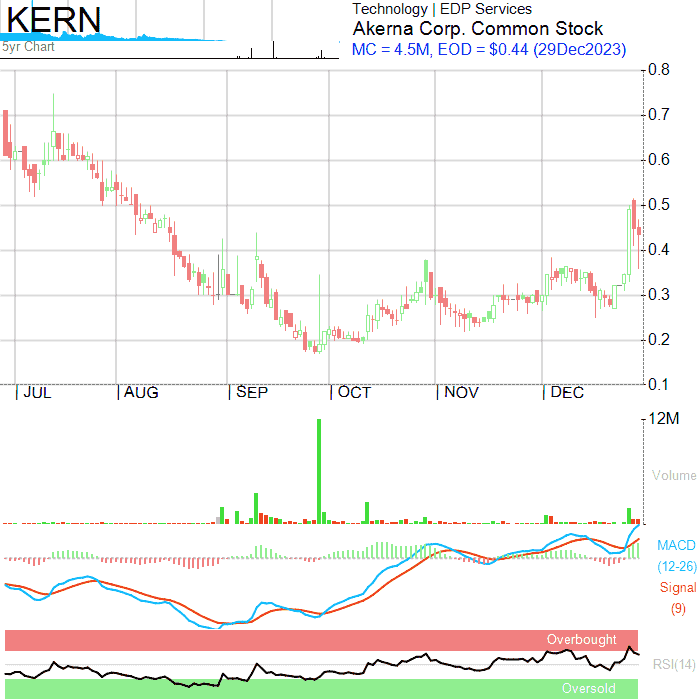 KERN
5yr Chart
Technology | EDP Services
Akerna Corp. Common Stock
MC = 4.5M, EOD = $0.44 (29Dec2023)
0.8
0.7
0.6
0.5
0.4
0.3
0.2
0.1
JUL AUG SEP OCT NOV DEC
12M
Volume
MACD
(12-26)
Signal
(9)
Overbought
RSI(14)
Oversold